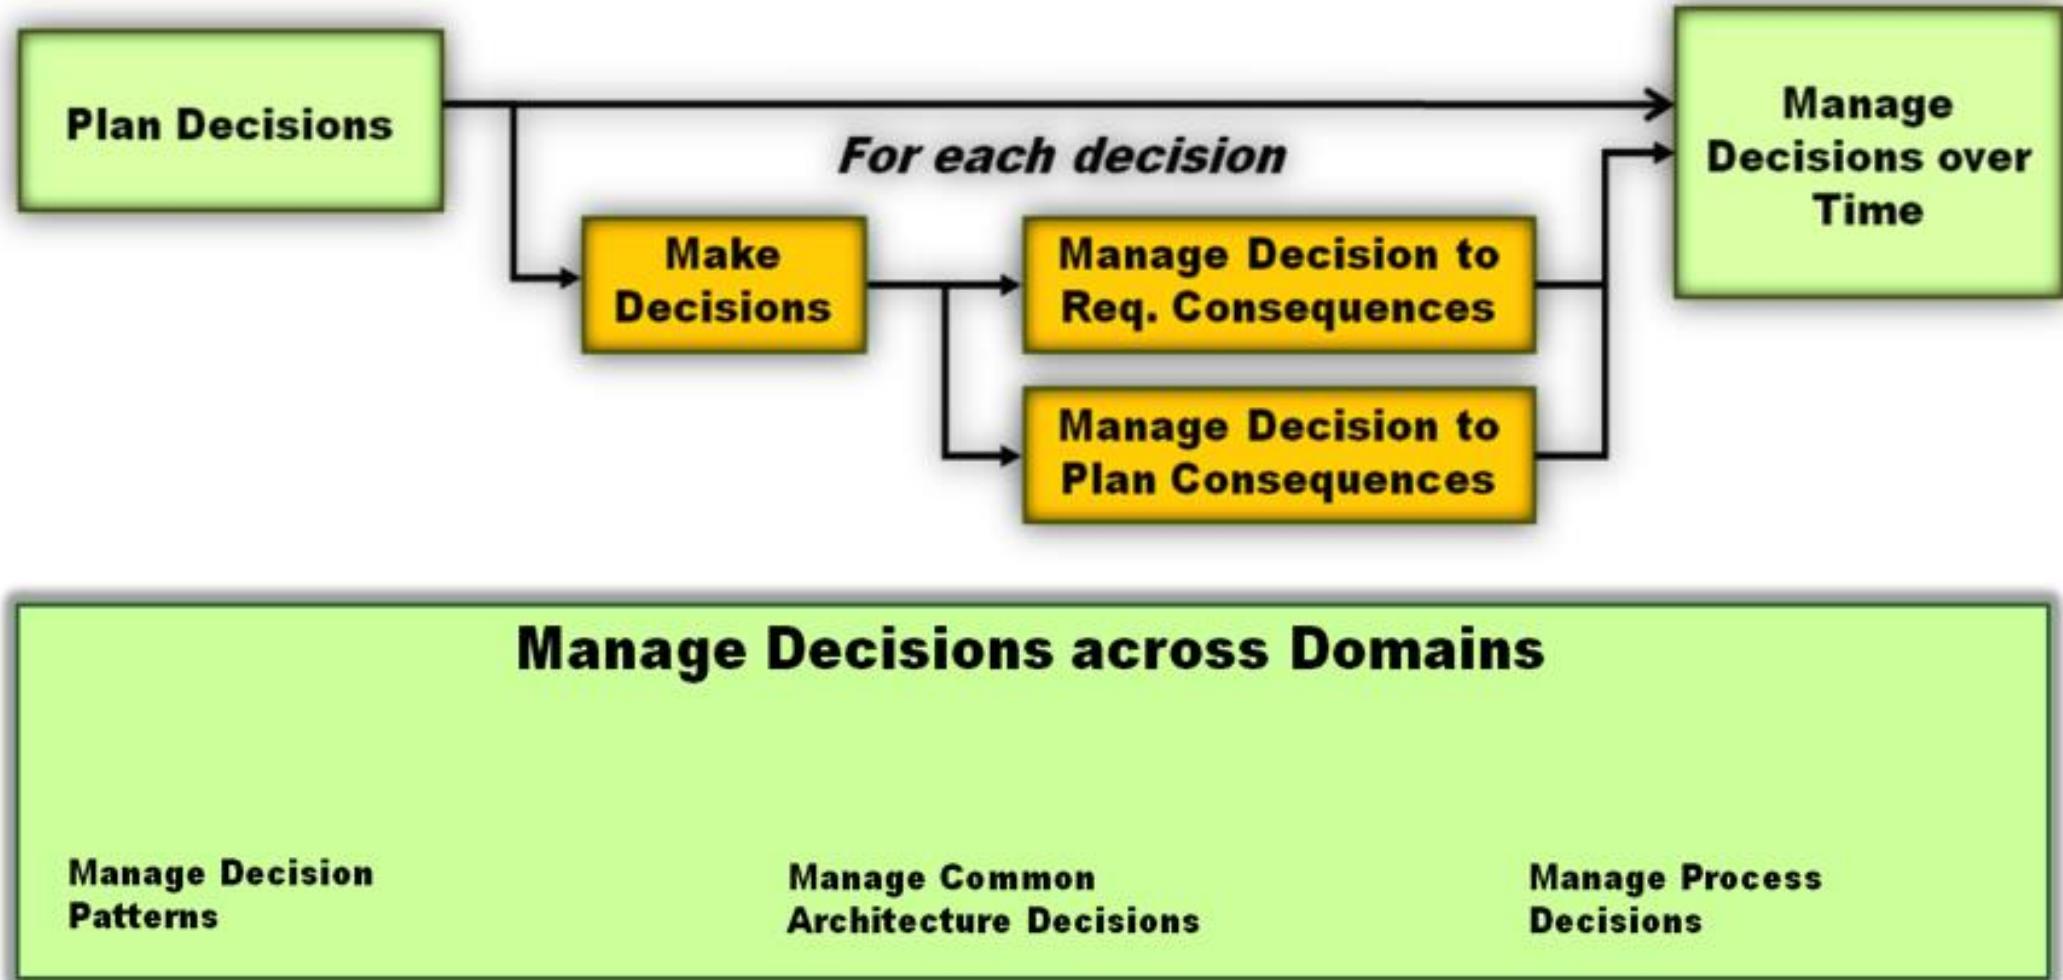 Plan Decisions
Manage
Decisions over
Time
For each decision
Make
Decisions
Manage Decision to
Req. Consequences
Manage Decision to
Plan Consequences
Manage Decisions across Domains
Manage Decision
Patterns
Manage Common
Architecture Decisions
Manage Process
Decisions